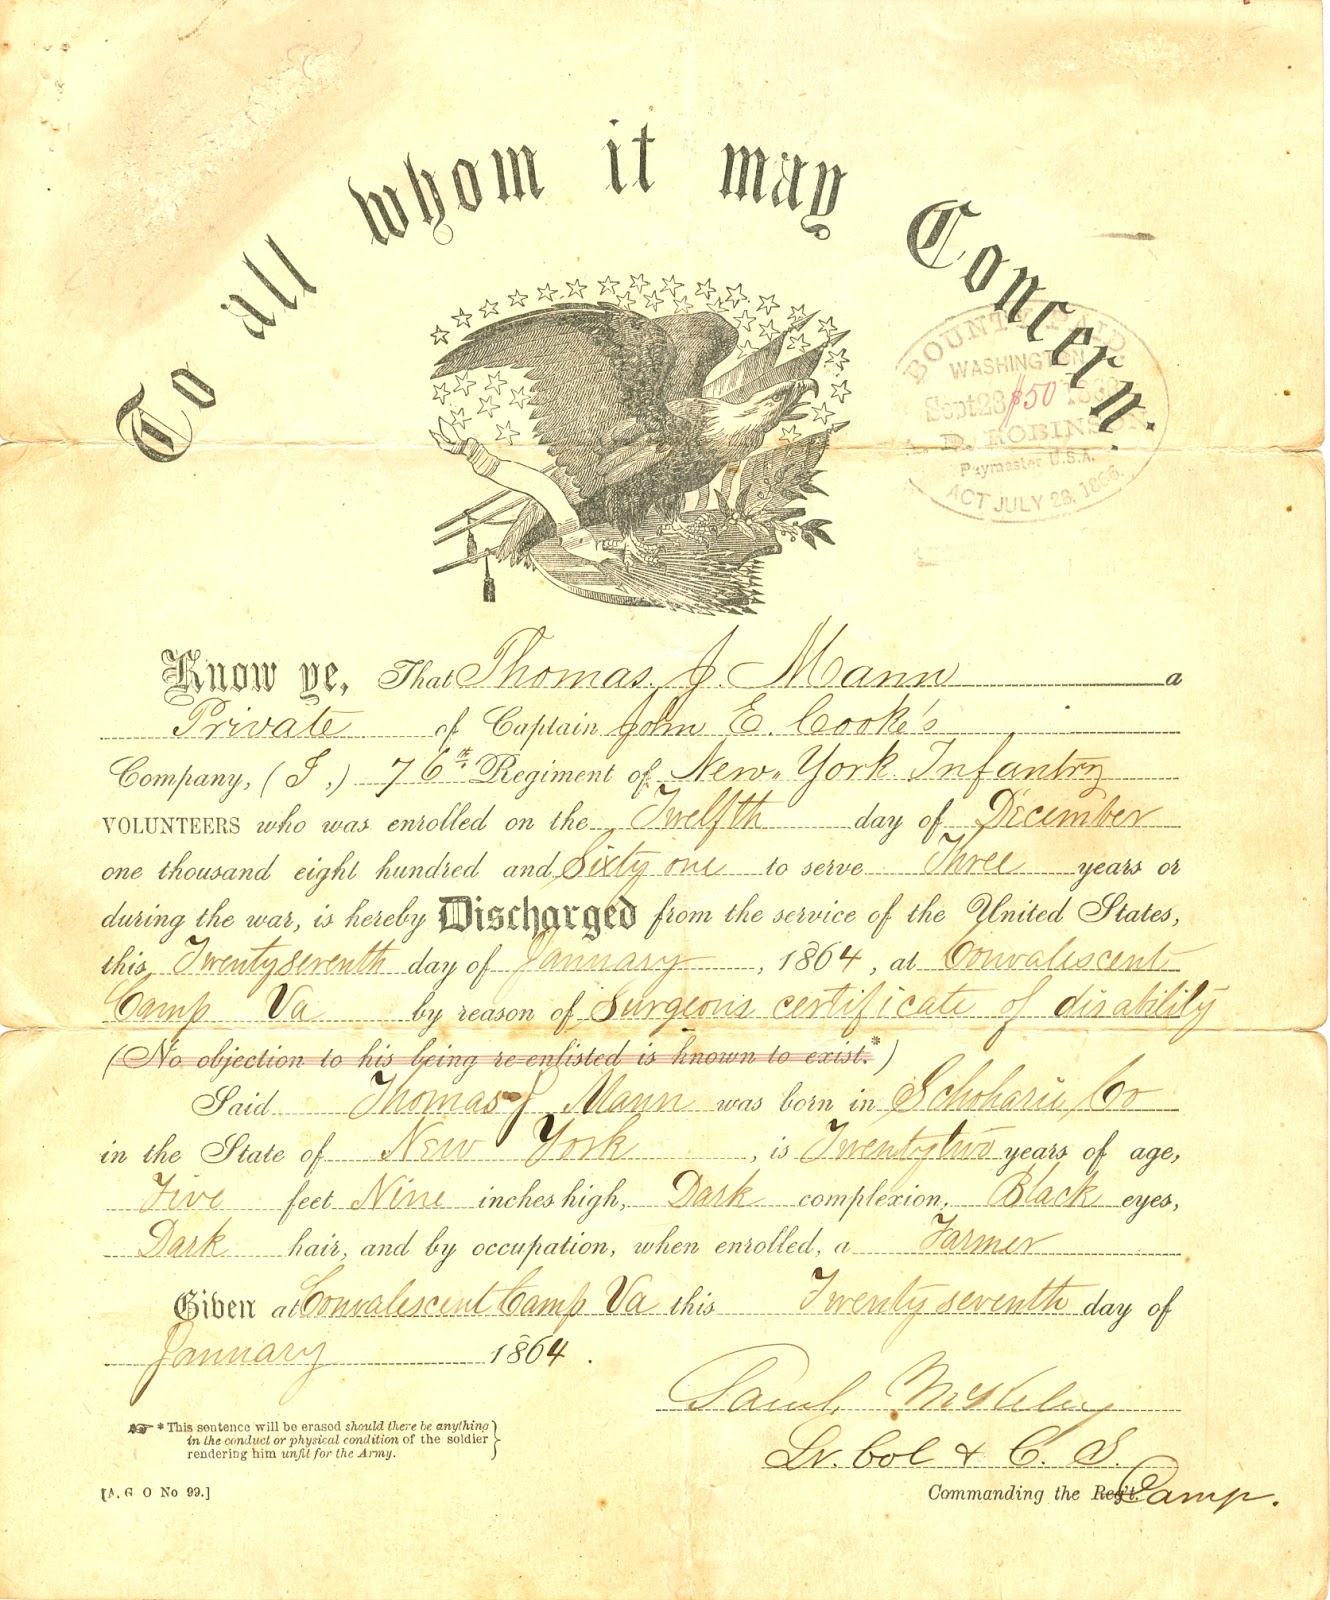 To all whom it may Concern.
BOUNTY PAID
WASHINGTON
Sept 23 $50
D. ROBINSON
Paymaster U.S.A.
ACT JULY 28, 1866.
Know ye, That Thomas J. Mann a
Private of Captain John E. Cooke's
Company, (I,) 76th Regiment of New York Infantry
VOLUNTEERS who was enrolled on the Twelfth day of December
one thousand eight hundred and Sixty one to serve Three years or
during the war, is hereby Discharged from the service of the United States,
this Twenty seventh day of January, 1864, at Convalescent
Camp Va by reason of Surgeons certificate of disability
(No objection to his being re-enlisted is known to exist.*)
Said Thomas J Mann was born in Schoharie Co
in the State of New York, is Twenty two years of age,
Five feet Nine inches high, Dark complexion, Black eyes,
Dark hair, and by occupation, when enrolled, a Farmer
Given at Convalescent Camp Va this Twenty seventh day of
January 1864.
Saml McKelvy
Lt. Col & C. S.
Commanding the Reg't. Camp.
* This sentence will be erased should there be anything
in the conduct or physical condition of the soldier
rendering him unfit for the Army.
[A. G O No 99.]